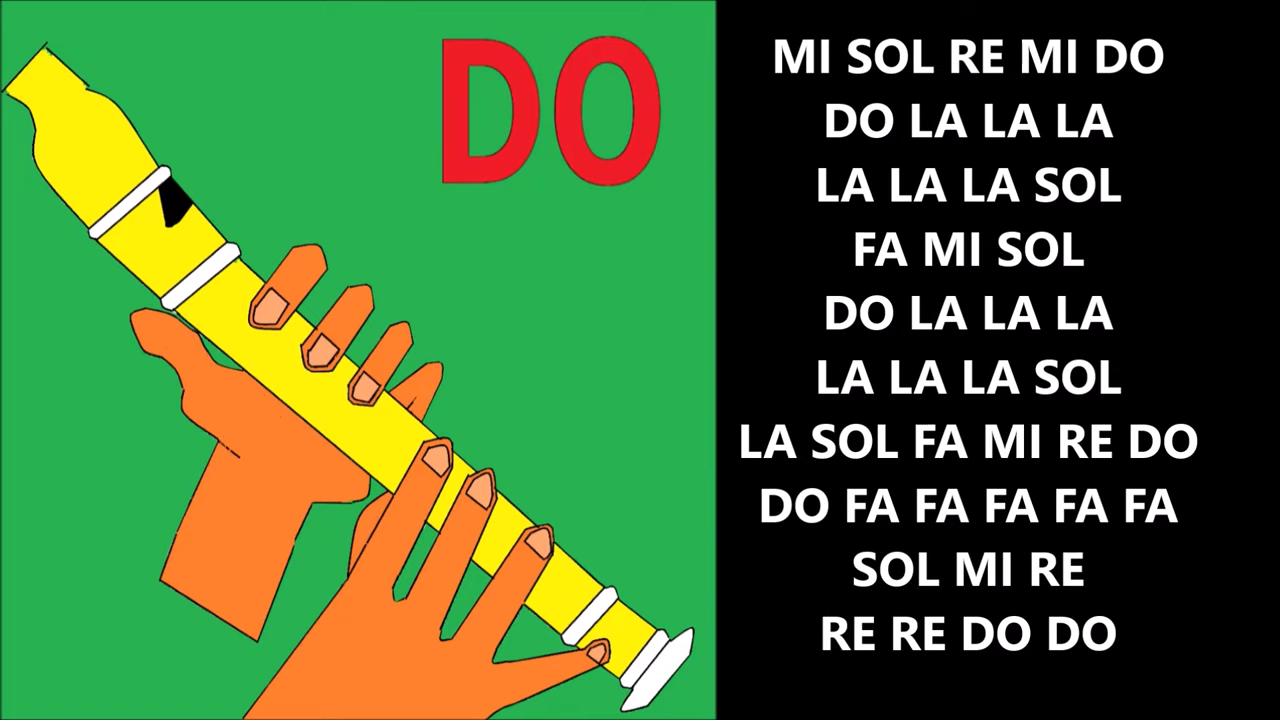 DO
MI SOL RE MI DO
DO LA LA LA
LA LA LA SOL
FA MI SOL
DO LA LA LA
LA LA LA SOL
LA SOL FA MI RE DO
DO FA FA FA FA FA
SOL MI RE
RE RE DO DO